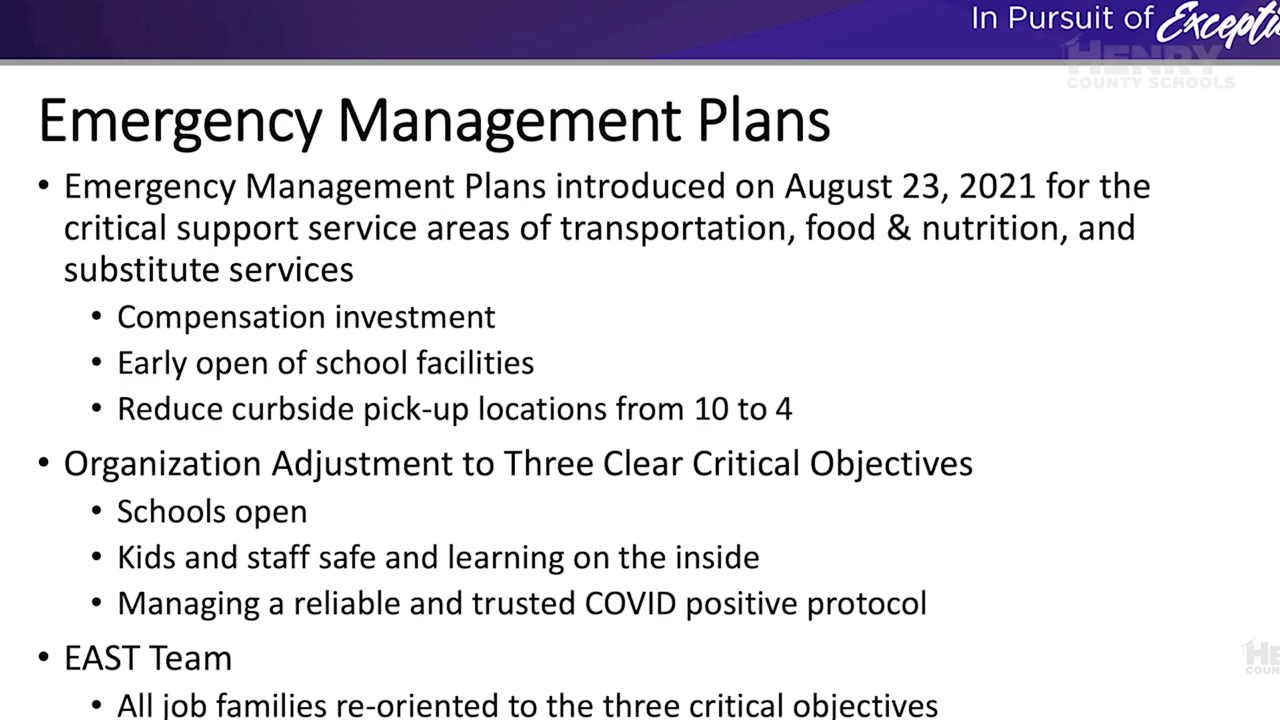 In Pursuit of
HENRY
COUNTY SCHOOLS
Emergency Management Plans
• Emergency Management Plans introduced on August 23, 2021 for the
critical support service areas of transportation, food & nutrition, and
substitute services
• Compensation investment
• Early open of school facilities
• Reduce curbside pick-up locations from 10 to 4
• Organization Adjustment to Three Clear Critical Objectives
• Schools open
• Kids and staff safe and learning on the inside
• Managing a reliable and trusted COVID positive protocol
• EAST Team
• All job families re-oriented to the three critical objectives